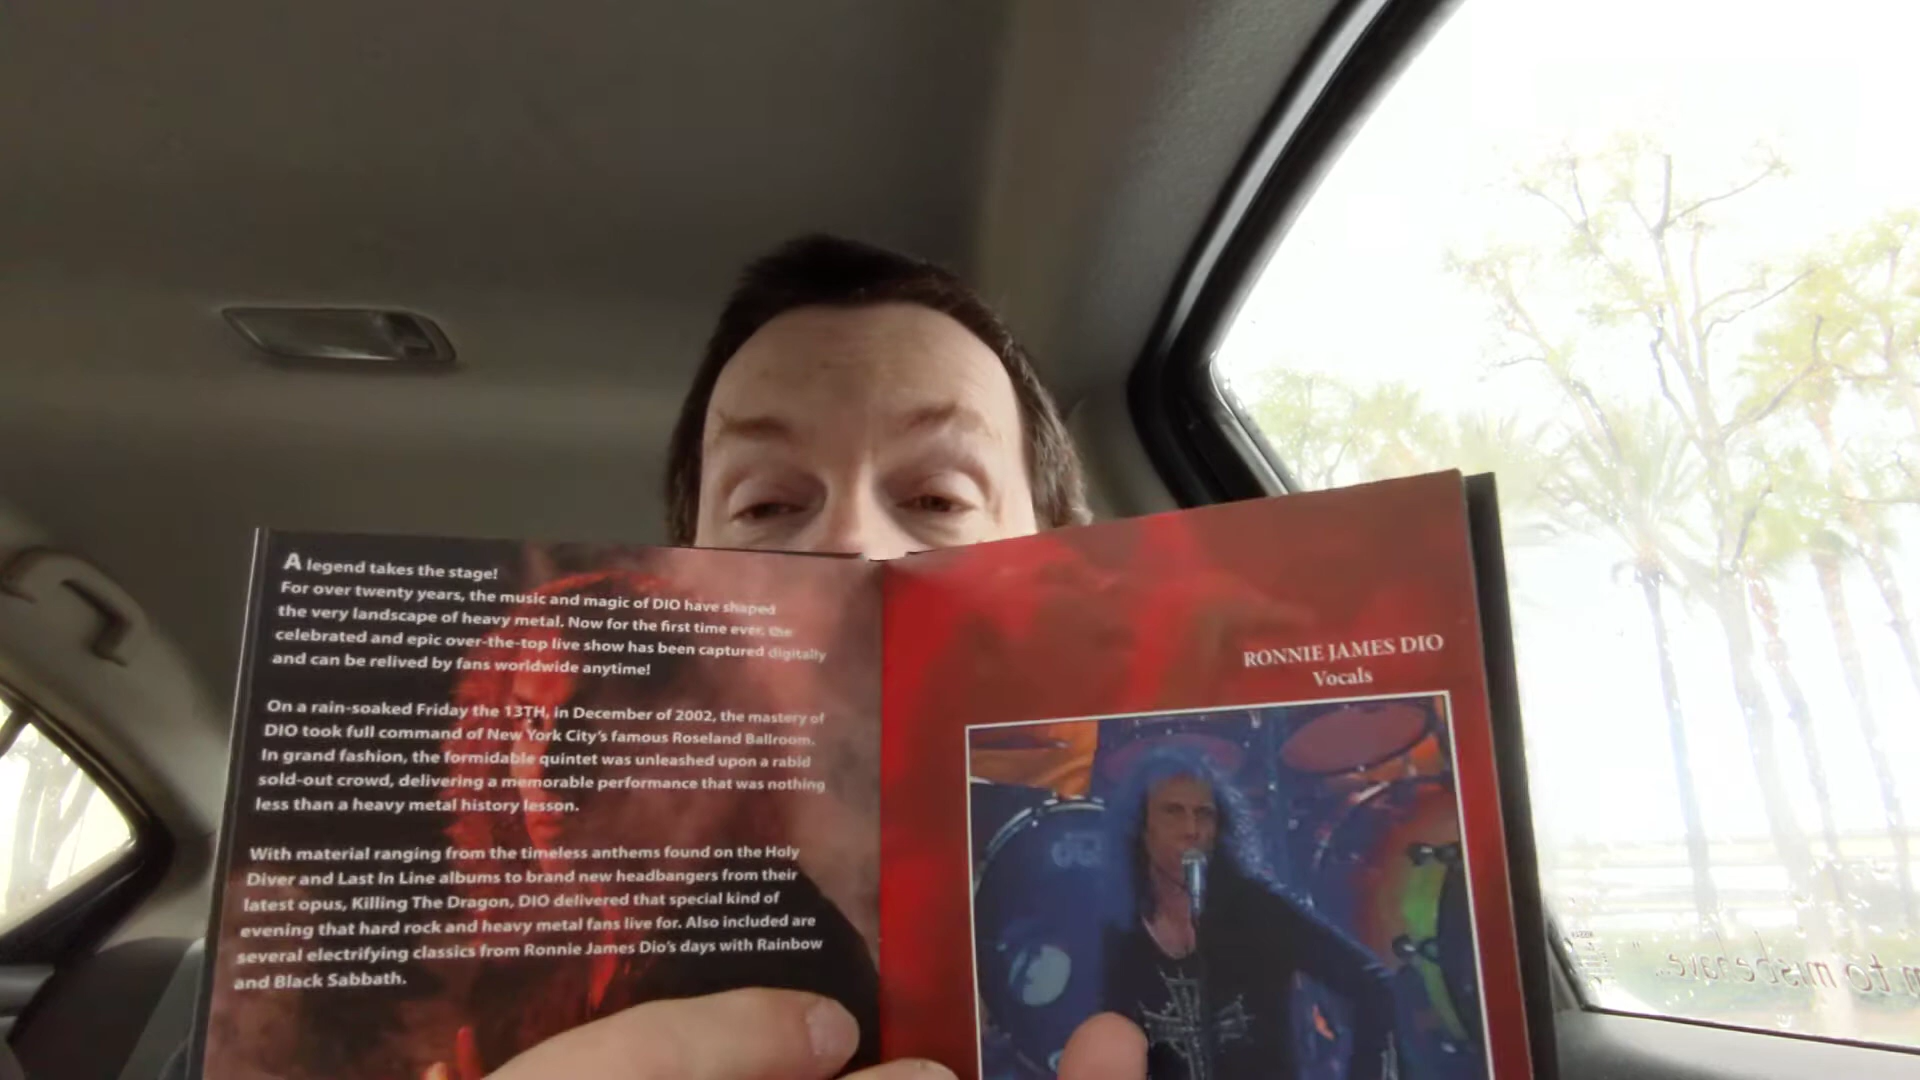 A legend takes the stage!
For over twenty years, the music and magic of DIO have shaped
the very landscape of heavy metal. Now for the first time ever, the
celebrated and epic over-the-top live show has been captured digitally
and can be relived by fans worldwide anytime!
On a rain-soaked Friday the 13TH, in December of 2002, the mastery of
DIO took full command of New York City's famous Roseland Ballroom.
In grand fashion, the formidable quintet was unleashed upon a rabid
sold-out crowd, delivering a memorable performance that was nothing
less than a heavy metal history lesson.
With material ranging from the timeless anthems found on the Holy
Diver and Last In Line albums to brand new headbangers from their
latest opus, Killing The Dragon, DIO delivered that special kind of
evening that hard rock and heavy metal fans live for. Also included are
several electrifying classics from Ronnie James Dio's days with Rainbow
and Black Sabbath.
RONNIE JAMES DIO
Vocals
to misbehave..."